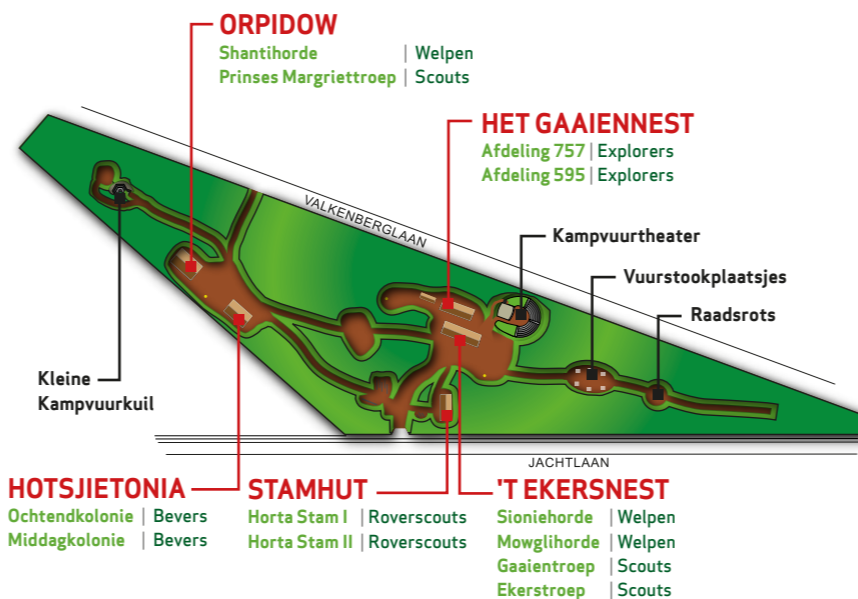 ORPIDOW
Shantihorde | Welpen
Prinses Margriettroep | Scouts
HET GAAIENNEST
Afdeling 757 | Explorers
Afdeling 595 | Explorers
VALKENBERGLAAN
Kampvuurtheater
Vuurstookplaatsjes
Raadsrots
Kleine
Kampvuurkuil
JACHTLAAN
HOTSJIETONIA
Ochtendkolonie | Bevers
Middagkolonie | Bevers
STAMHUT
Horta Stam I | Roverscouts
Horta Stam II | Roverscouts
'T EKERSNEST
Sioniehorde | Welpen
Mowglihorde | Welpen
Gaaientroep | Scouts
Ekerstroep | Scouts